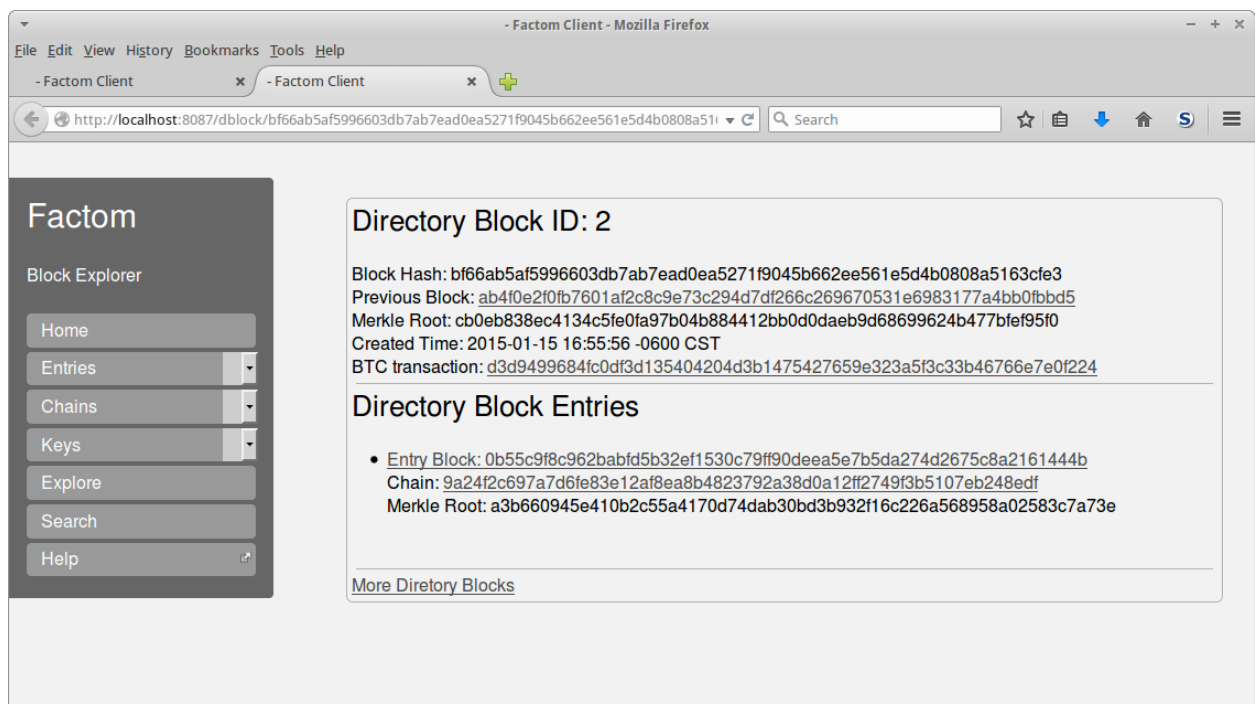 - Factom Client - Mozilla Firefox
File Edit View History Bookmarks Tools Help
- Factom Client
- Factom Client
http://localhost:8087/dblock/bf66ab5af5996603db7ab7ead0ea5271f9045b662ee561e5d4b0808a51
Search
Factom
Block Explorer
Home
Entries
Chains
Keys
Explore
Search
Help
Directory Block ID: 2
Block Hash: bf66ab5af5996603db7ab7ead0ea5271f9045b662ee561e5d4b0808a5163cfe3
Previous Block: ab4f0e2f0fb7601af2c8c9e73c294d7df266c269670531e6983177a4bb0fbbd5
Merkle Root: cb0eb838ec4134c5fe0fa97b04b884412bb0d0daeb9d68699624b477bfef95f0
Created Time: 2015-01-15 16:55:56 -0600 CST
BTC transaction: d3d9499684fc0df3d135404204d3b1475427659e323a5f3c33b46766e7e0f224
Directory Block Entries
Entry Block: 0b55c9f8c962babfd5b32ef1530c79ff90deea5e7b5da274d2675c8a2161444b
Chain: 9a24f2c697a7d6fe83e12af8ea8b4823792a38d0a12ff2749f3b5107eb248edf
Merkle Root: a3b660945e410b2c55a4170d74dab30bd3b932f16c226a568958a02583c7a73e
More Diretory Blocks